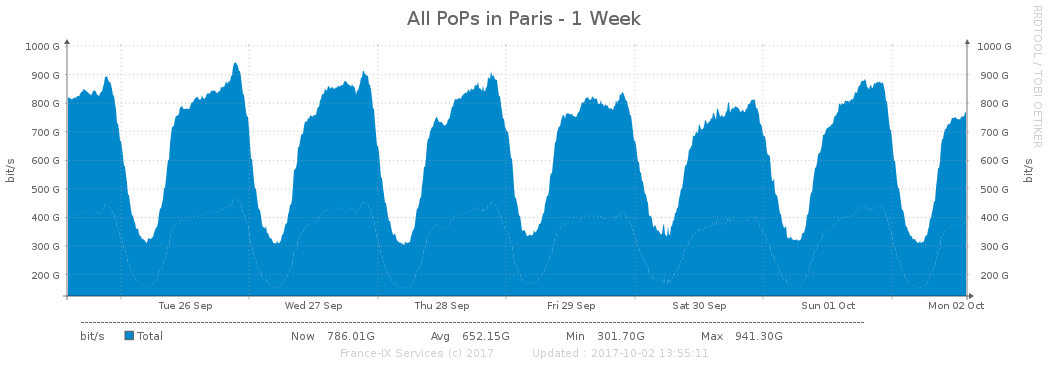 All PoPs in Paris - 1 Week
RRDTOOL / TOBI OETIKER
1000 G 1000 G
900 G 900 G
800 G 800 G
700 G 700 G
600 G 600 G
500 G 500 G
400 G 400 G
300 G 300 G
200 G 200 G
bit/s bit/s
Tue 26 Sep Wed 27 Sep Thu 28 Sep Fri 29 Sep Sat 30 Sep Sun 01 Oct Mon 02 Oct
bit/s Total Now 786.01G Avg 652.15G Min 301.70G Max 941.30G
France-IX Services (c) 2017 Updated : 2017-10-02 13:55:11